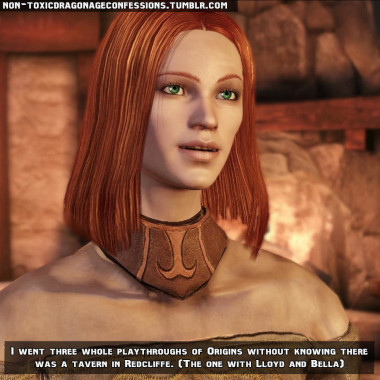 non-toxicdragonageconfessions.tumblr.com
I went three whole playthroughs of Origins without knowing there
was a tavern in Redcliffe. (The one with Lloyd and Bella)